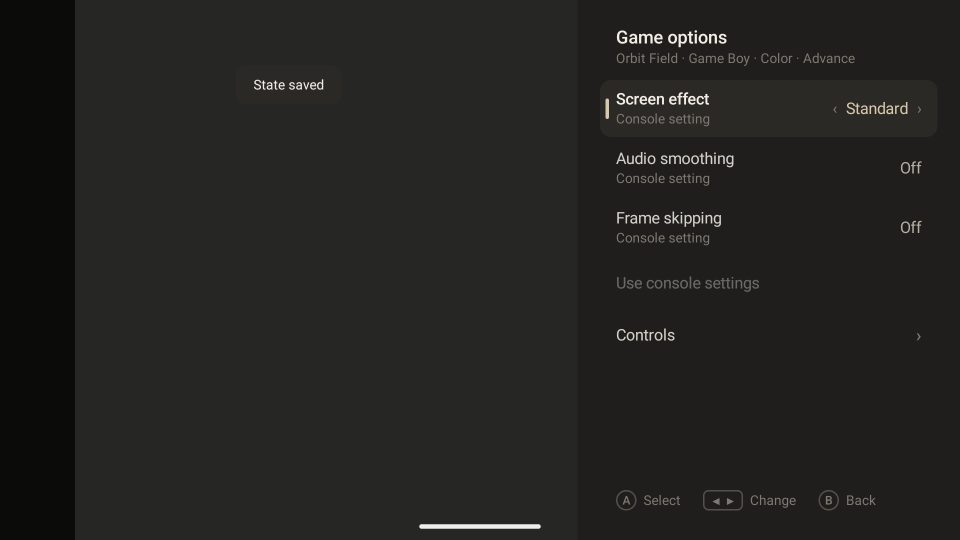 Game options
Orbit Field · Game Boy · Color · Advance
State saved
Screen effect
Console setting
‹ Standard ›
Audio smoothing
Console setting
Off
Frame skipping
Console setting
Off
Use console settings
Controls ›
A Select ◀ ▶ Change B Back